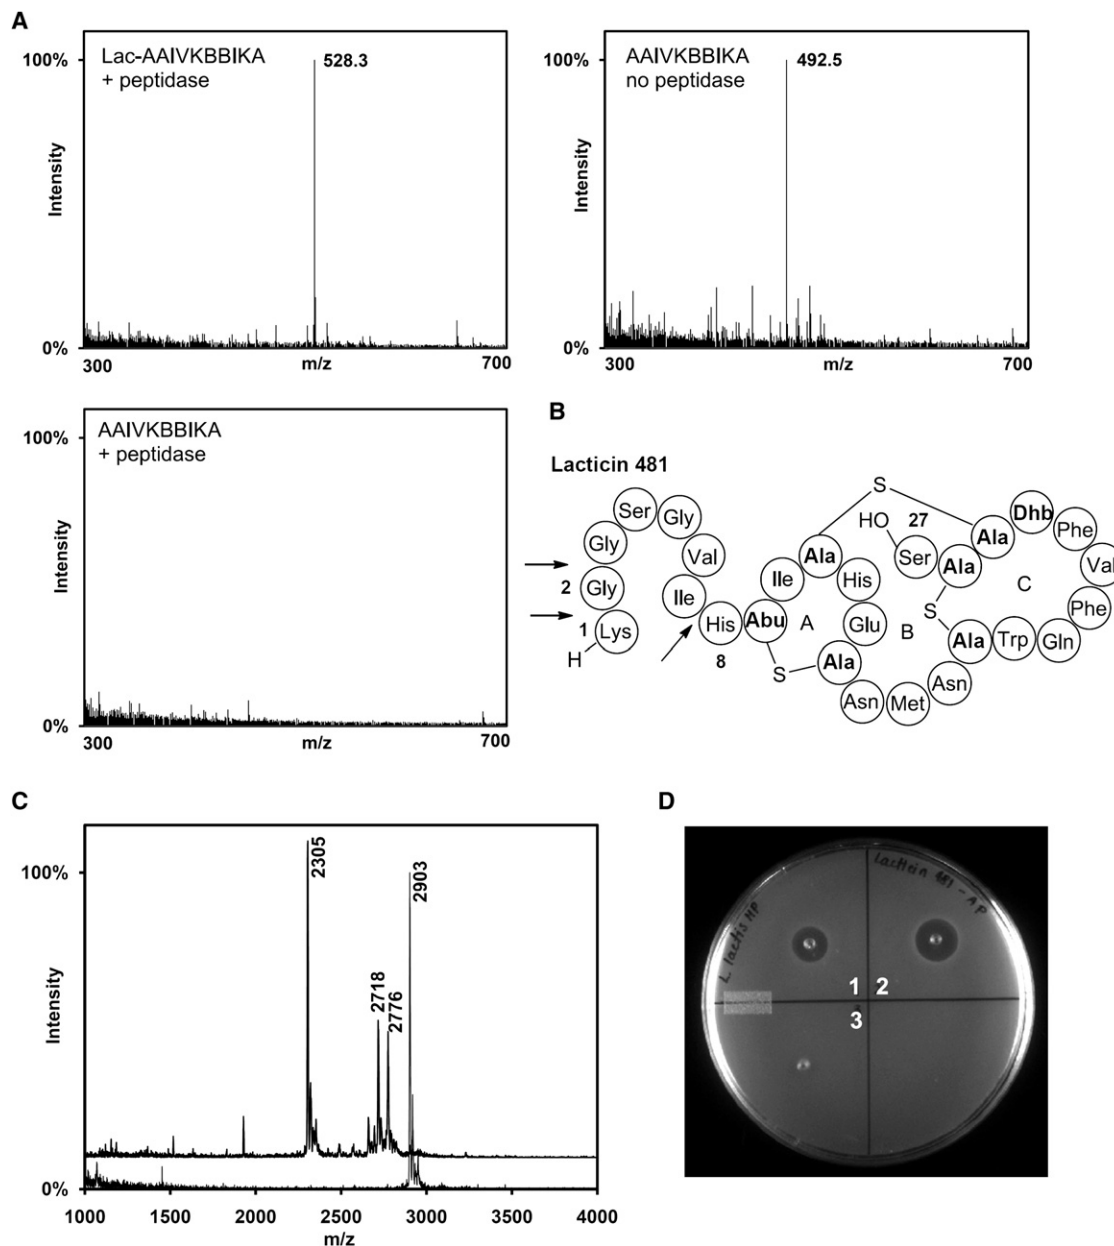 A
Lac-AAIVKBBIKA
+ peptidase
528.3
100%
Intensity
0%
300
m/z
700
AAIVKBBIKA
no peptidase
492.5
100%
Intensity
0%
300
m/z
700
AAIVKBBIKA
+ peptidase
100%
Intensity
0%
300
m/z
700
B
Lacticin 481
S
HO
27
Ser
Gly
Gly
Val
Gly
2
Lys
1
H
Ile
His
8
Abu
Ile
Ala
His
Glu
Ala
S
A
B
Asn
Met
Asn
Ala
S
Ser
Ala
Ala
Dhb
Phe
Val
Phe
Gln
Trp
C
C
100%
Intensity
0%
2305
2718
2776
2903
1000
1500
2000
2500
3000
3500
4000
m/z
D
L. lactis HP
Lacticin 481 - AP
1
2
3